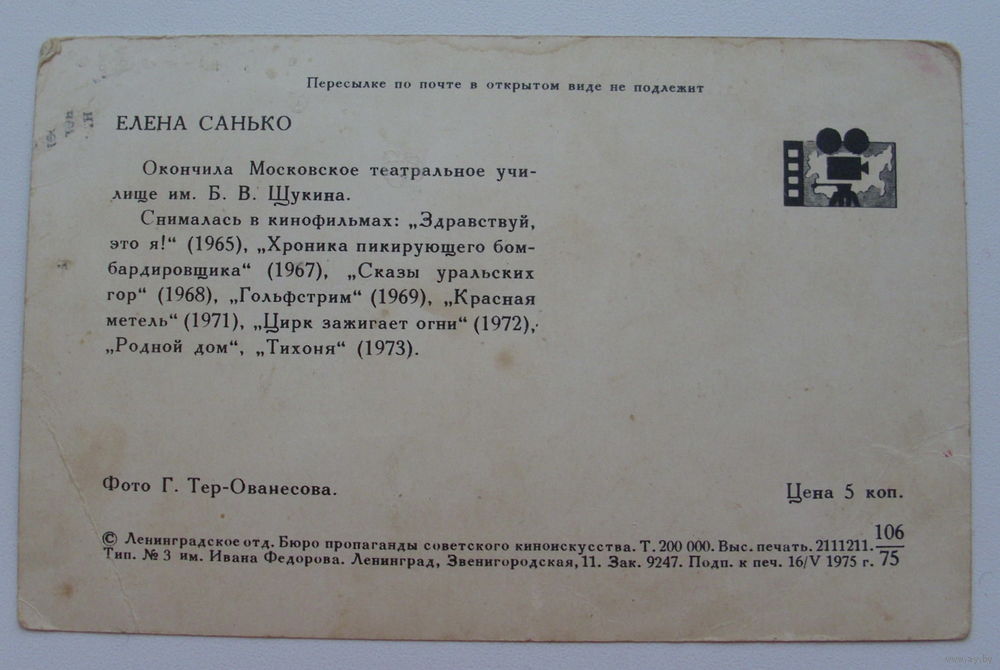 Пересылке по почте в открытом виде не подлежит
ЕЛЕНА САНЬКО
Окончила Московское театральное учи-
лище им. Б. В. Щукина.
Снималась в кинофильмах: „Здравствуй,
это я!“ (1965), „Хроника пикирующего бом-
бардировщика“ (1967), „Сказы уральских
гор“ (1968), „Гольфстрим“ (1969), „Красная
метель“ (1971), „Цирк зажигает огни“ (1972),
„Родной дом“, „Тихоня“ (1973).
Фото Г. Тер-Ованесова.
Цена 5 коп.
© Ленинградское отд. Бюро пропаганды советского киноискусства. Т. 200 000. Выс. печать. 2111211. 106/75
Тип. № 3 им. Ивана Федорова. Ленинград, Звенигородская, 11. Зак. 9247. Подп. к печ. 16/V 1975 г.
www.ay.by